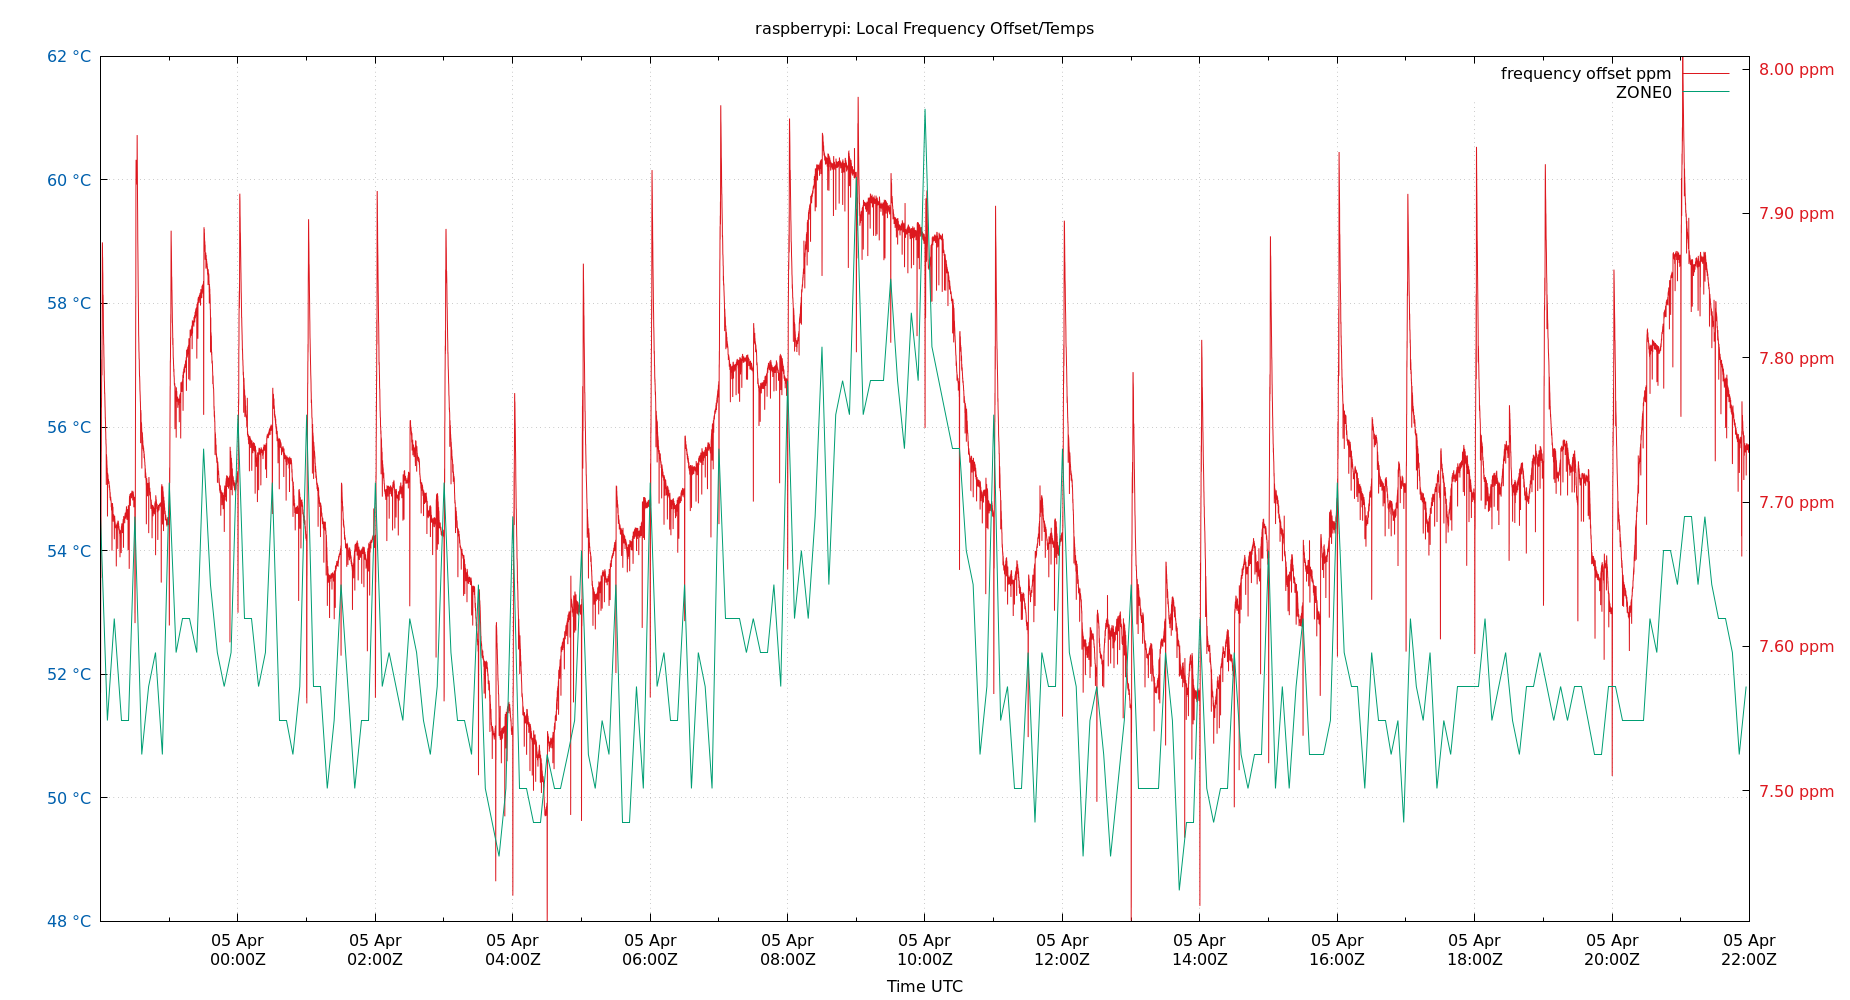 raspberrypi: Local Frequency Offset/Temps
frequency offset ppm
ZONE0
62 °C
60 °C
58 °C
56 °C
54 °C
52 °C
50 °C
48 °C
8.00 ppm
7.90 ppm
7.80 ppm
7.70 ppm
7.60 ppm
7.50 ppm
05 Apr 05 Apr 05 Apr 05 Apr 05 Apr 05 Apr 05 Apr 05 Apr 05 Apr 05 Apr 05 Apr 05 Apr
00:00Z 02:00Z 04:00Z 06:00Z 08:00Z 10:00Z 12:00Z 14:00Z 16:00Z 18:00Z 20:00Z 22:00Z
Time UTC